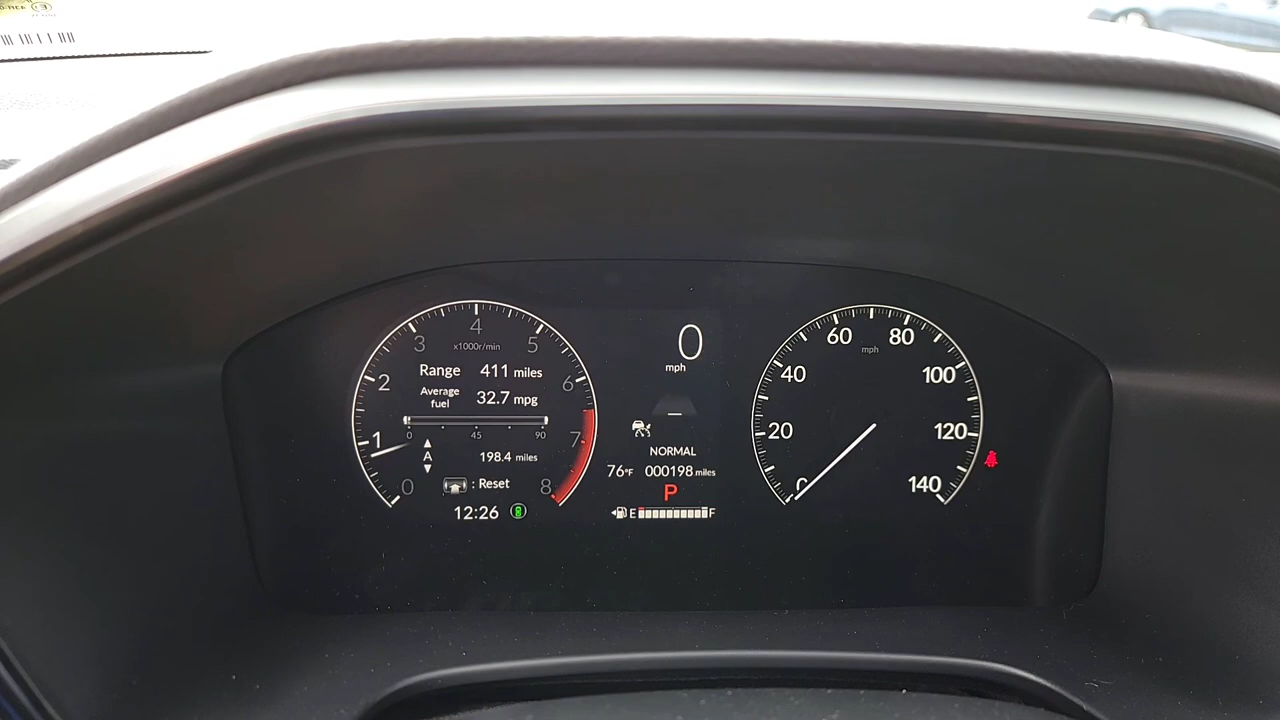 4
3
5
x1000r/min
2
6
Range 411 miles
Average
fuel 32.7 mpg
0 45 90
1
7
A 198.4 miles
: Reset
0
8
12:26
0
mph
NORMAL
76°F 000198 miles
P
E F
60 80
mph
40 100
20 120
0 140